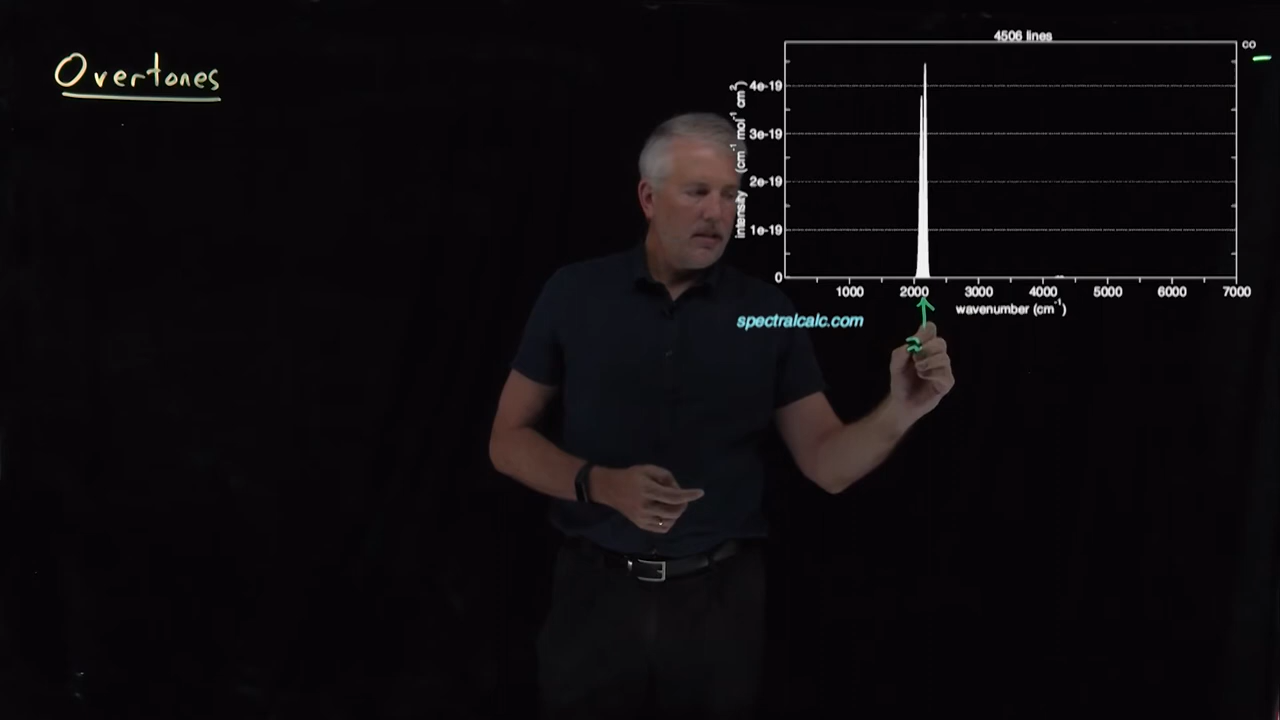 Overtones
4506 lines
CO
4e-19
3e-19
2e-19
1e-19
0
intensity (cm⁻¹ mol⁻¹ cm²)
1000 2000 3000 4000 5000 6000 7000
wavenumber (cm⁻¹)
spectralcalc.com
≈